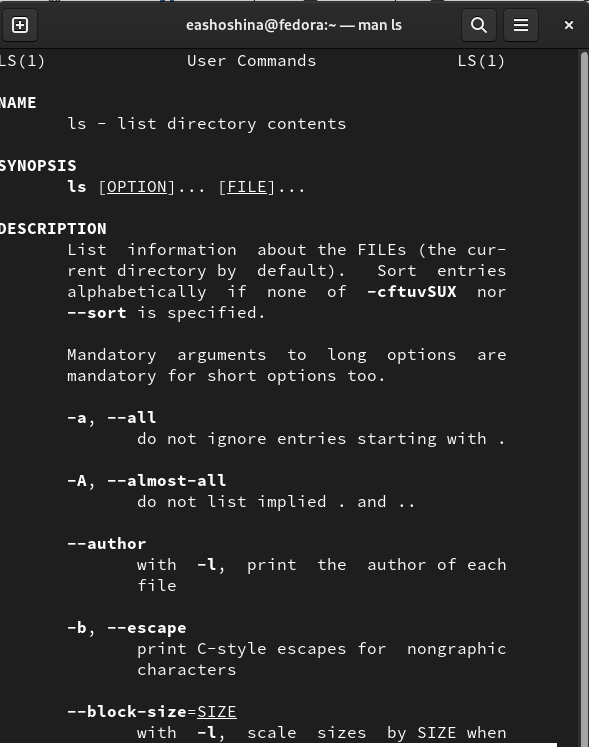 eashoshina@fedora:~ — man ls
LS(1) User Commands LS(1)
NAME
ls - list directory contents
SYNOPSIS
ls [OPTION]... [FILE]...
DESCRIPTION
List information about the FILEs (the cur-
rent directory by default). Sort entries
alphabetically if none of -cftuvSUX nor
--sort is specified.
Mandatory arguments to long options are
mandatory for short options too.
-a, --all
do not ignore entries starting with .
-A, --almost-all
do not list implied . and ..
--author
with -l, print the author of each
file
-b, --escape
print C-style escapes for nongraphic
characters
--block-size=SIZE
with -l, scale sizes by SIZE when